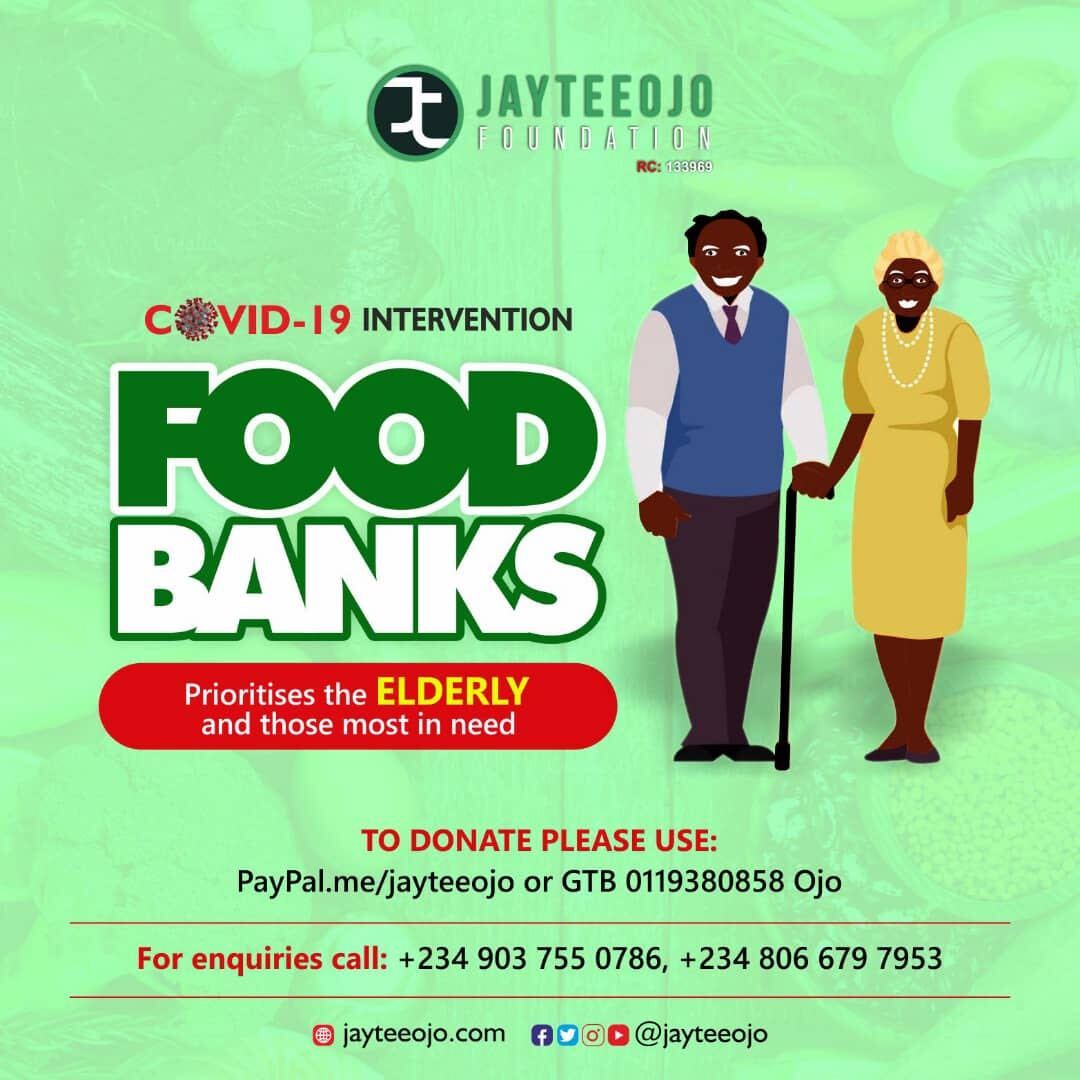 JAYTEEOJO
FOUNDATION
RC: 133969
COVID-19 INTERVENTION
FOOD
BANKS
Prioritises the ELDERLY
and those most in need
TO DONATE PLEASE USE:
PayPal.me/jayteeojo or GTB 0119380858 Ojo
For enquiries call: +234 903 755 0786, +234 806 679 7953
jayteeojo.com @jayteeojo